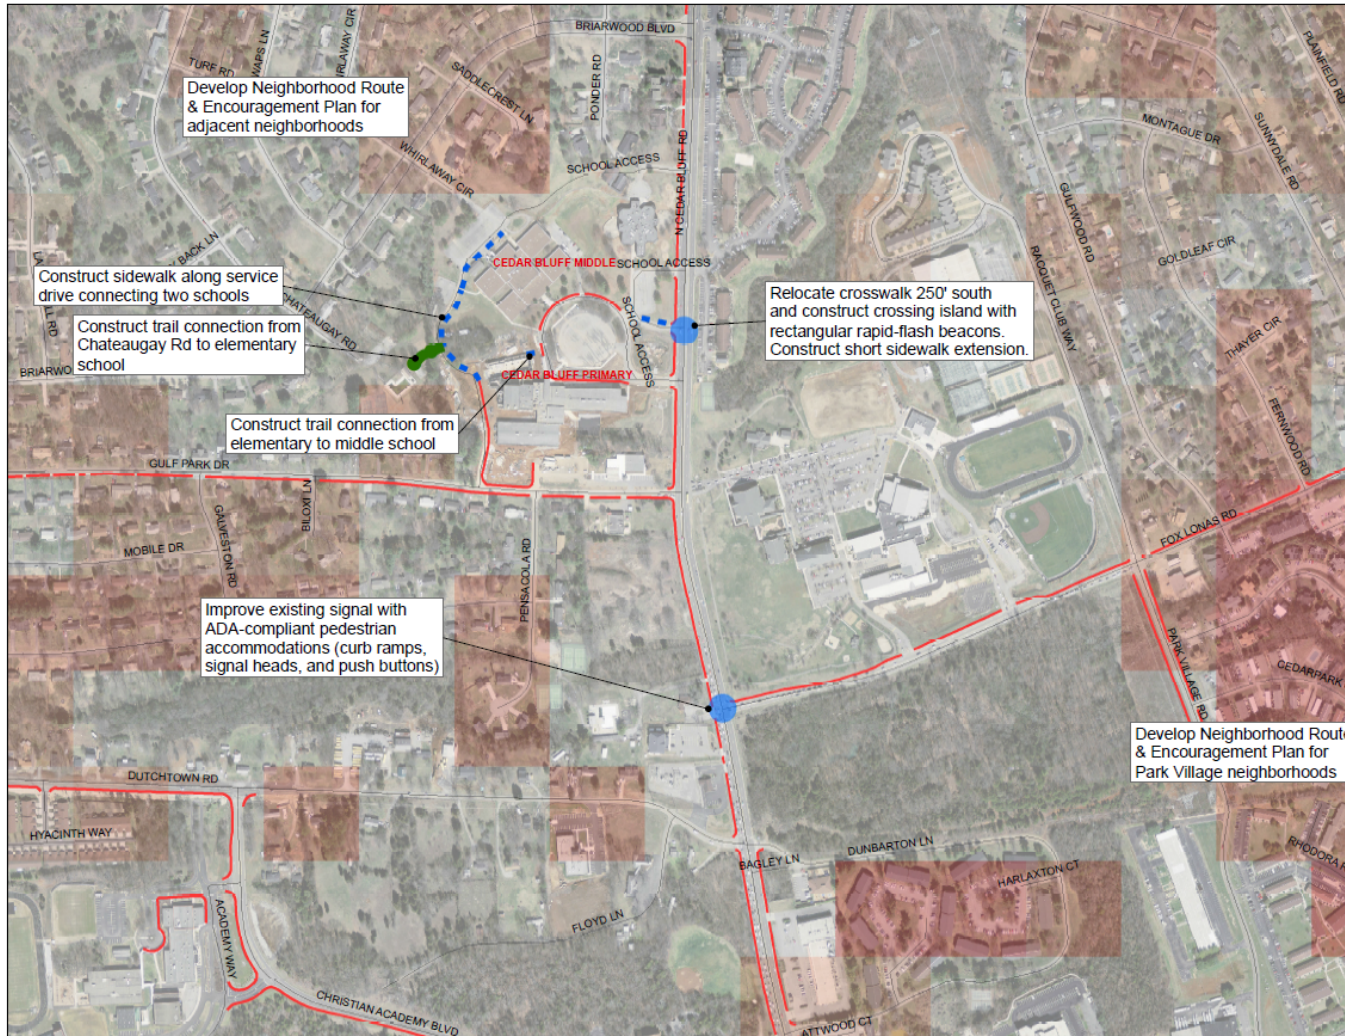 BRIARWOOD BLVD
TURF RD
WAPS LN
IRLAWAY CIR
SADDLECREST LN
PONDER RD
PLAINFIELD RD
Develop Neighborhood Route
& Encouragement Plan for
adjacent neighborhoods
WHIRLAWAY CIR
SCHOOL ACCESS
N CEDAR BLUFF RD
MONTAGUE DR
SUNNYDALE RD
GULFWOOD RD
GOLDLEAF CIR
RACQUET CLUB WAY
Y BACK LN
CEDAR BLUFF MIDDLE
SCHOOL ACCESS
Construct sidewalk along service
drive connecting two schools
CHATEAUGAY RD
SCHOOL ACCESS
Relocate crosswalk 250' south
and construct crossing island with
rectangular rapid-flash beacons.
Construct short sidewalk extension.
Construct trail connection from
Chateaugay Rd to elementary
school
THAYER CIR
BRIARWO
CEDAR BLUFF PRIMARY
FERNWOOD RD
Construct trail connection from
elementary to middle school
GULF PARK DR
BILOXI LN
GALVESTON RD
MOBILE DR
PENSACOLA RD
FOX LONAS RD
Improve existing signal with
ADA-compliant pedestrian
accommodations (curb ramps,
signal heads, and push buttons)
PARK VILLAGE RD
CEDARPARK
Develop Neighborhood Route
& Encouragement Plan for
Park Village neighborhoods
DUTCHTOWN RD
HYACINTH WAY
BAGLEY LN
DUNBARTON LN
HARLAXTON CT
RHODORA R
FLOYD LN
ACADEMY WAY
CHRISTIAN ACADEMY BLVD
ATTWOOD CT